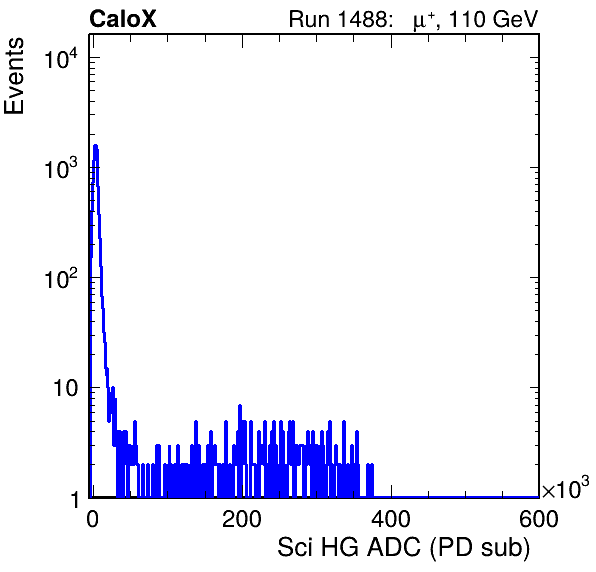 CaloX Run 1488: μ⁺, 110 GeV
Events
10⁴
10³
10²
10
1
0 200 400 600
×10³
Sci HG ADC (PD sub)